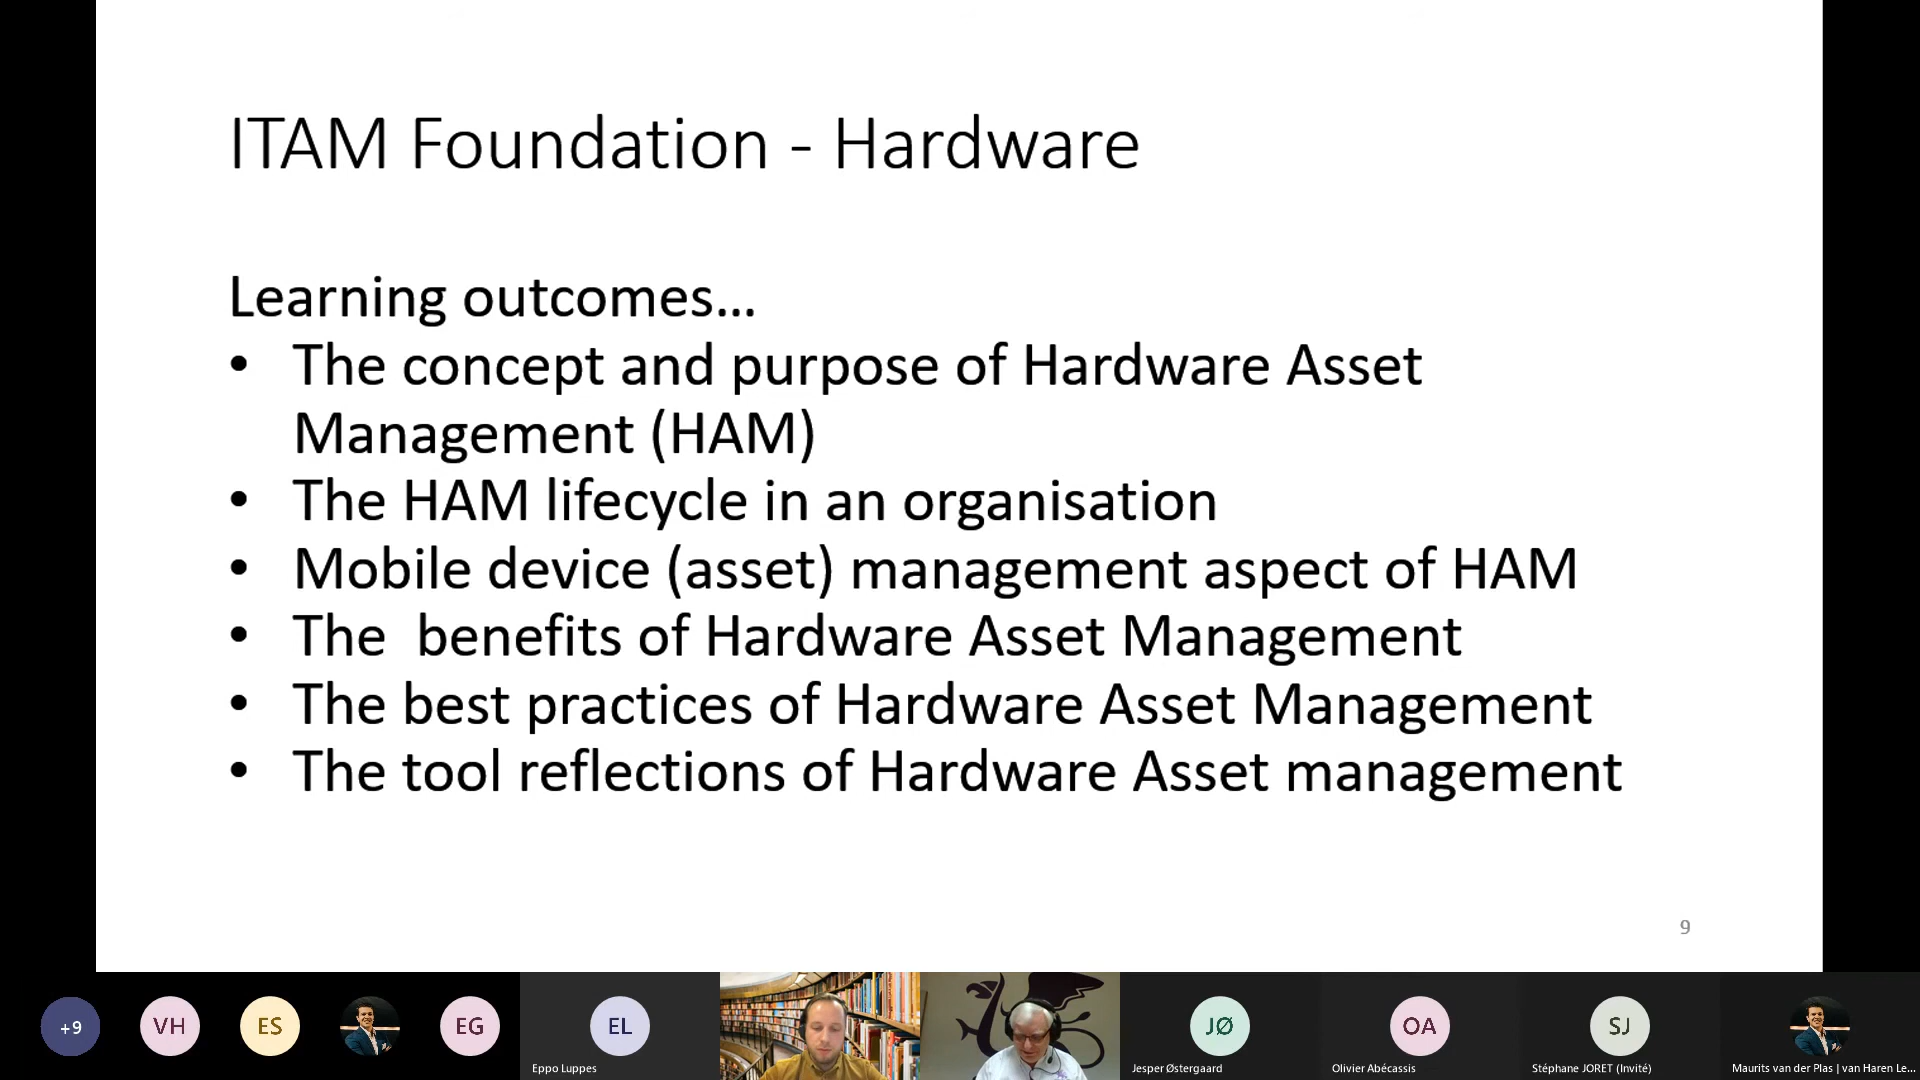 ITAM Foundation - Hardware
Learning outcomes...
• The concept and purpose of Hardware Asset
Management (HAM)
• The HAM lifecycle in an organisation
• Mobile device (asset) management aspect of HAM
• The  benefits of Hardware Asset Management
• The best practices of Hardware Asset Management
• The tool reflections of Hardware Asset management
9
+9
VH
ES
EG
EL
Eppo Luppes
JØ
Jesper Østergaard
OA
Olivier Abécassis
SJ
Stéphane JORET (Invité)
Maurits van der Plas | van Haren Le...